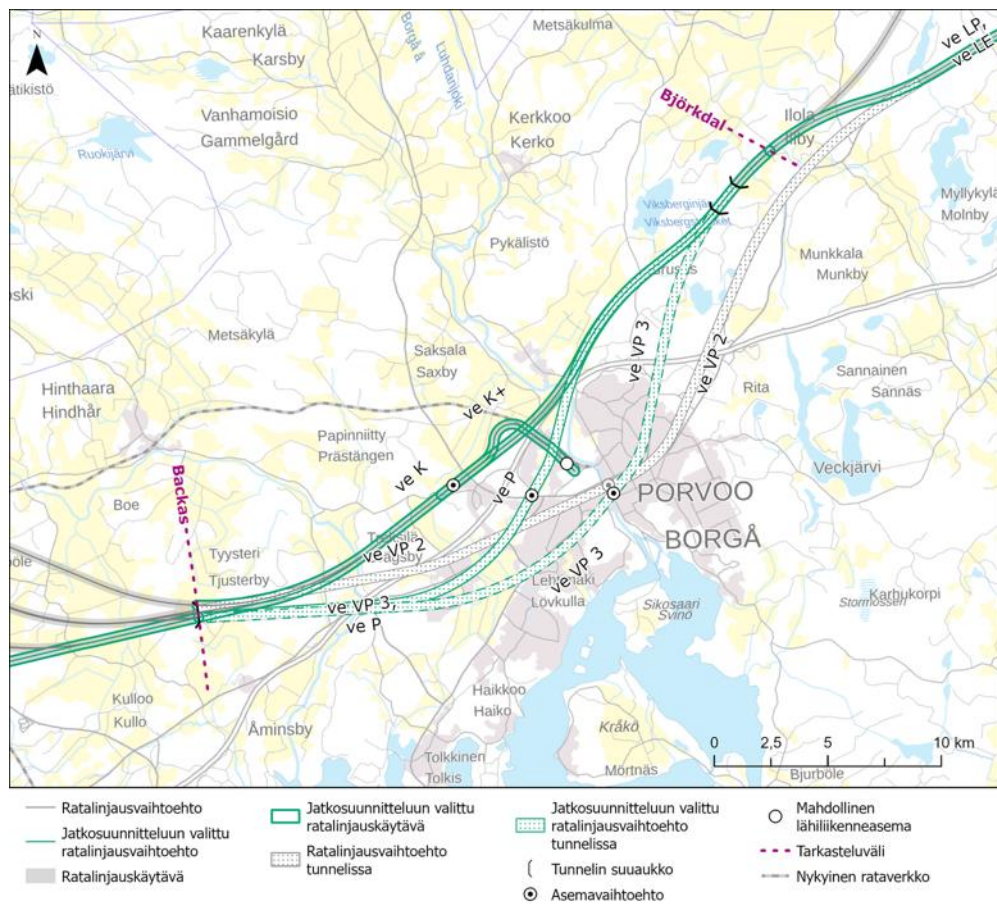 N
Kaarenkylä
Karsby
Borgå å
Luhdanjoki
Metsäkulma
ve LP,
ve LE
ätikistö
Vanhamoisio
Gammelgård
Ruokijärvi
Kerkkoo
Kerko
Björkdal
Ilola
Illby
Myllykylä
Molnby
Pykälistö
Munkkala
Munkby
oski
Metsäkylä
Saksala
Saxby
ve VP 3
ve VP 2
Sannainen
Sannäs
Rita
Hinthaara
Hindhår
ve K+
Papinniitty
Prästängen
Backas
ve K
ve P
Veckjärvi
Boe
PORVOO
BORGÅ
Tyysteri
Tjusterby
ve VP 2
öle
ve VP 3
Lövkulla
ve VP 3,
ve P
Sikosaari
Svinö
Karhukorpi
Stormossen
Kulloo
Kullo
Haikkoo
Haiko
Åminsby
Kråkö
0 2,5 5 10 km
Tolkkinen
Tolkis
Mörtnäs
Bjurböle
Ratalinjausvaihtoehto
Jatkosuunnitteluun valittu
ratalinjausvaihtoehto
Ratalinjauskäytävä
Jatkosuunnitteluun valittu
ratalinjauskäytävä
Ratalinjausvaihtoehto
tunnelissa
Jatkosuunnitteluun valittu
ratalinjausvaihtoehto
tunnelissa
Tunnelin suuaukko
Asemavaihtoehto
Mahdollinen
lähiliikenneasema
Tarkasteluväli
Nykyinen rataverkko